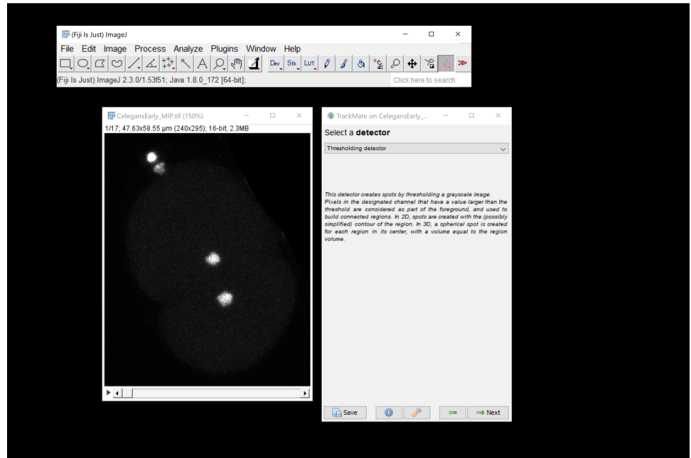 (Fiji Is Just) ImageJ
File Edit Image Process Analyze Plugins Window Help
Dev Stk LUT
(Fiji Is Just) ImageJ 2.3.0/1.53f51; Java 1.8.0_172 [64-bit];
Click here to search
CelegansEarly_MIP.tif (150%)
1/17; 47.63x58.55 µm (240x295); 16-bit; 2.3MB
TrackMate on CelegansEarly_...
Select a detector
Thresholding detector
This detector creates spots by thresholding a grayscale image.
Pixels in the designated channel that have a value larger than the
threshold are considered as part of the foreground, and used to
build connected regions. In 2D, spots are created with the (possibly
simplified) contour of the region. In 3D, a spherical spot is created
for each region in its center, with a volume equal to the region
volume.
Save
Next